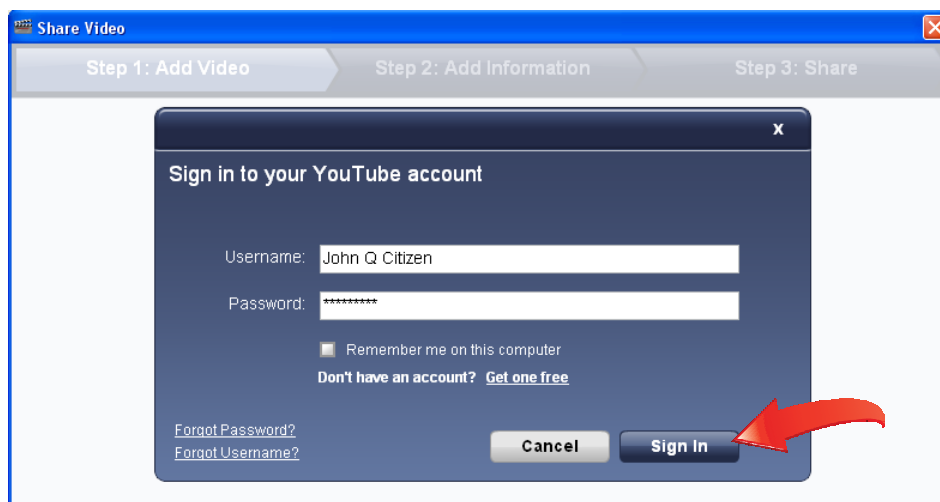 Share Video
Step 1: Add Video Step 2: Add Information Step 3: Share
x
Sign in to your YouTube account
Username: John Q Citizen
Password: *********
Remember me on this computer
Don't have an account? Get one free
Forgot Password?
Forgot Username?
Cancel Sign In